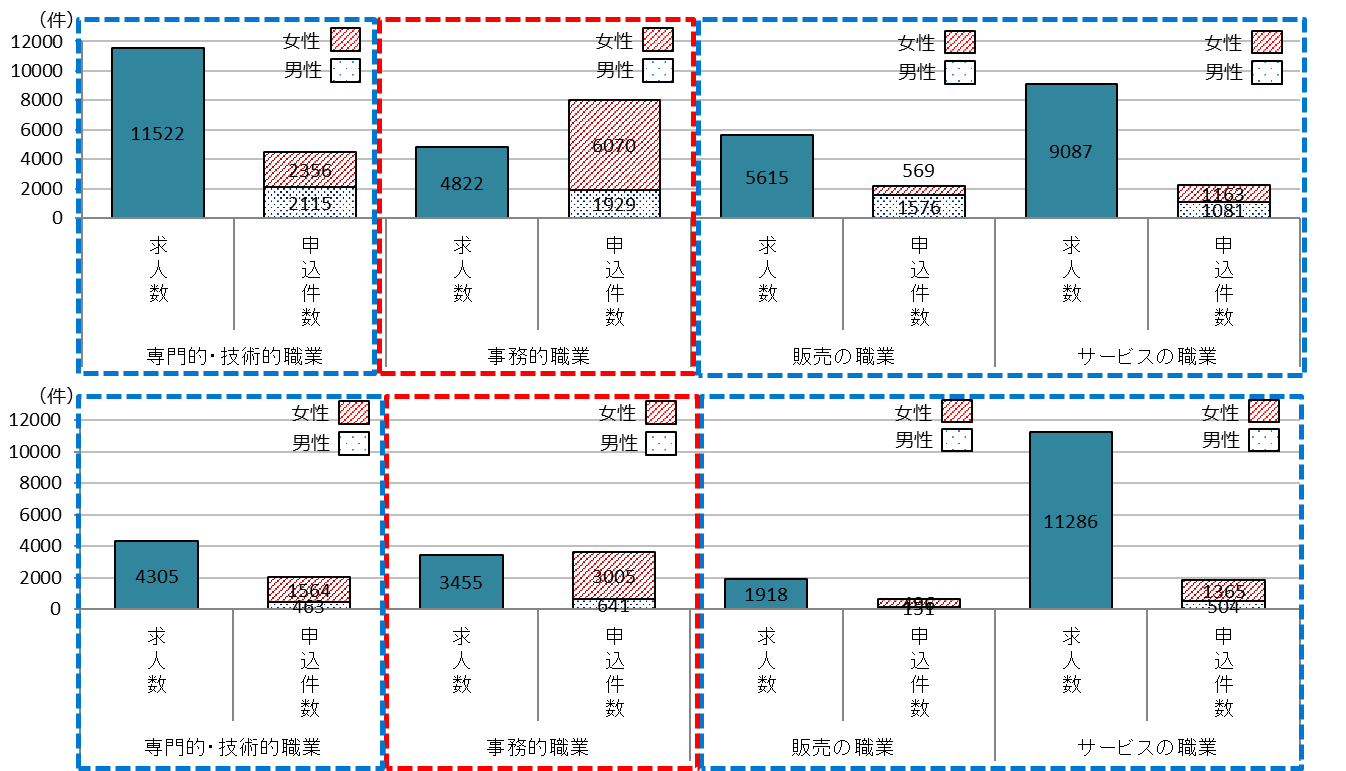 （件）
12000
10000
8000
6000
4000
2000
0
女性
男性
女性
男性
女性
男性
女性
男性
11522
2356
2115
4822
6070
1929
5615
569
1576
9087
1163
1081
求人数
申込件数
求人数
申込件数
求人数
申込件数
求人数
申込件数
専門的・技術的職業
事務的職業
販売の職業
サービスの職業
（件）
12000
10000
8000
6000
4000
2000
0
女性
男性
女性
男性
女性
男性
女性
男性
4305
1564
463
3455
3005
641
1918
11286
1365
504
求人数
申込件数
求人数
申込件数
求人数
申込件数
求人数
申込件数
専門的・技術的職業
事務的職業
販売の職業
サービスの職業